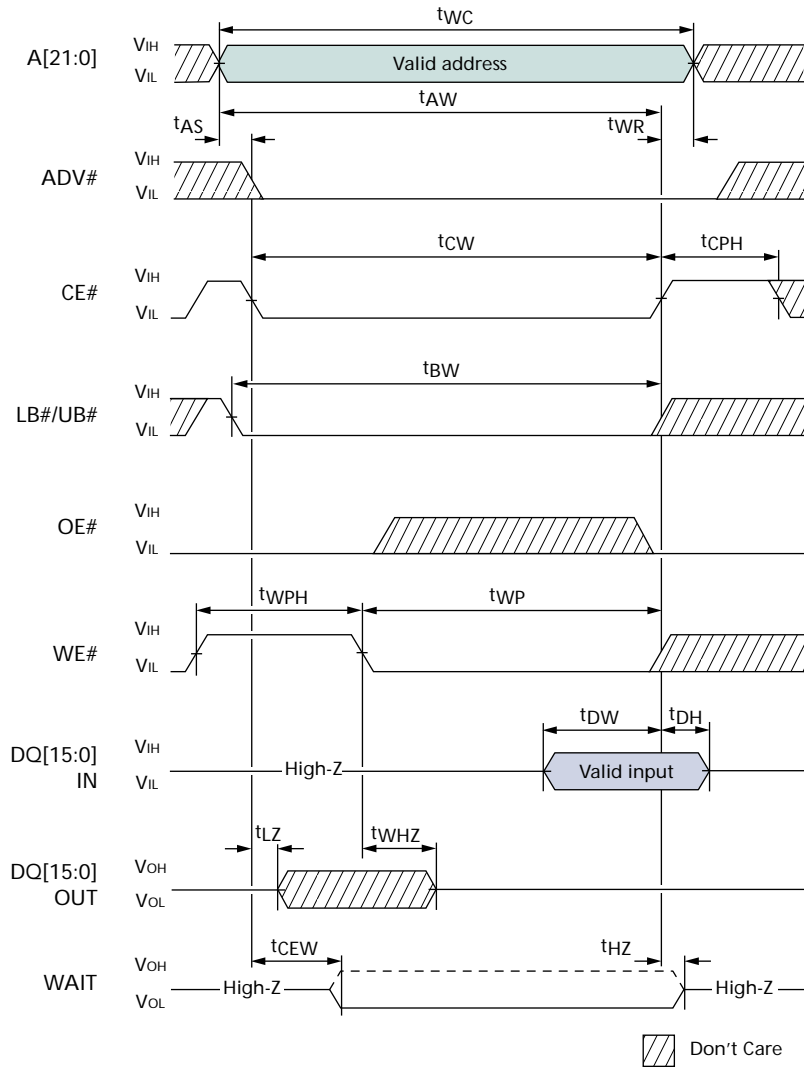 tWC
A[21:0] VIH
VIL
Valid address
tAW
tAS
tWR
ADV# VIH
VIL
tCW
tCPH
CE# VIH
VIL
tBW
LB#/UB# VIH
VIL
OE# VIH
VIL
tWPH
tWP
WE# VIH
VIL
tDW
tDH
DQ[15:0]
IN
VIH
VIL
High-Z
Valid input
tLZ
tWHZ
DQ[15:0]
OUT
VOH
VOL
tCEW
tHZ
WAIT VOH
VOL
High-Z
High-Z
Don't Care